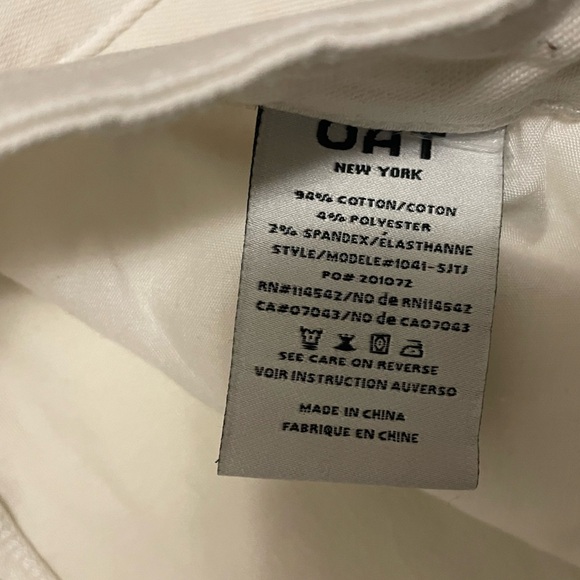 OAT
NEW YORK
94% COTTON/COTON
4% POLYESTER
2% SPANDEX/ÉLASTHANNE
STYLE/MODELE#1041-SJTJ
PO# 201072
RN#114542/NO de RN114542
CA#07043/NO de CA07043
SEE CARE ON REVERSE
VOIR INSTRUCTION AUVERSO
MADE IN CHINA
FABRIQUE EN CHINE